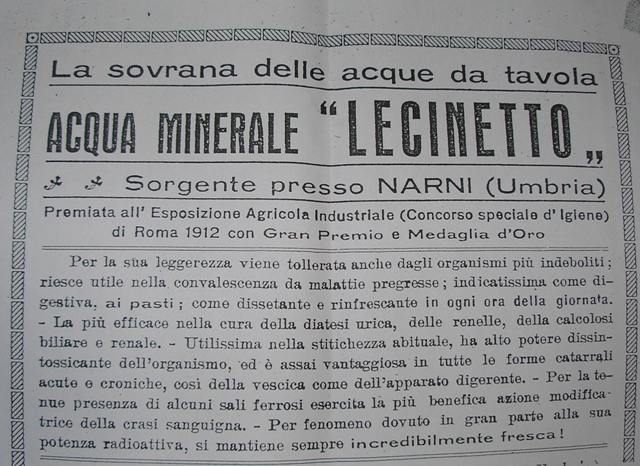 La sovrana delle acque da tavola
ACQUA MINERALE “LECINETTO„
Sorgente presso NARNI (Umbria)
Premiata all' Esposizione Agricola Industriale (Concorso speciale d' Igiene)
di Roma 1912 con Gran Premio e Medaglia d'Oro
Per la sua leggerezza viene tollerata anche dagli organismi più indeboliti;
riesce utile nella convalescenza da malattie pregresse; indicatissima come di-
gestiva, ai pasti; come dissetante e rinfrescante in ogni ora della giornata.
- La più efficace nella cura della diatesi urica, delle renelle, della calcolosi
biliare e renale. - Utilissima nella stitichezza abituale, ha alto potere dissin-
tossicante dell'organismo, ed è assai vantaggiosa in tutte le forme catarrali
acute e croniche, così della vescica come dell'apparato digerente. - Per la te-
nue presenza di alcuni sali ferrosi esercita la più benefica azione modifica-
trice della crasi sanguigna. - Per fenomeno dovuto in gran parte alla sua
potenza radioattiva, si mantiene sempre incredibilmente fresca!